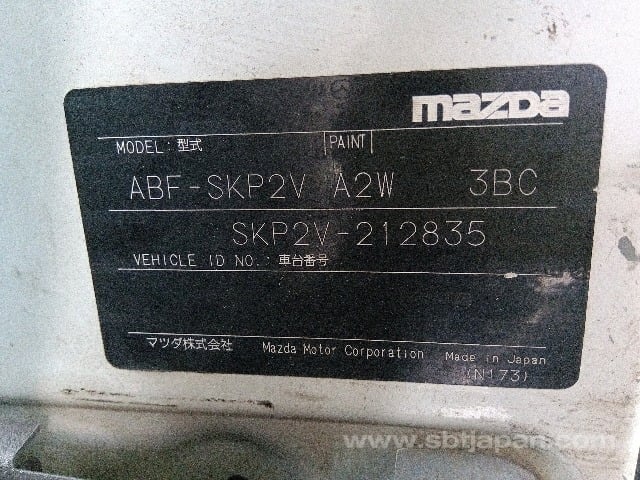 mazda
MODEL: 型式 PAINT
ABF-SKP2V A2W 3BC
SKP2V-212835
VEHICLE ID NO.: 車台番号
マツダ株式会社 Mazda Motor Corporation Made in Japan
(N173)
www.sbtjapan.com